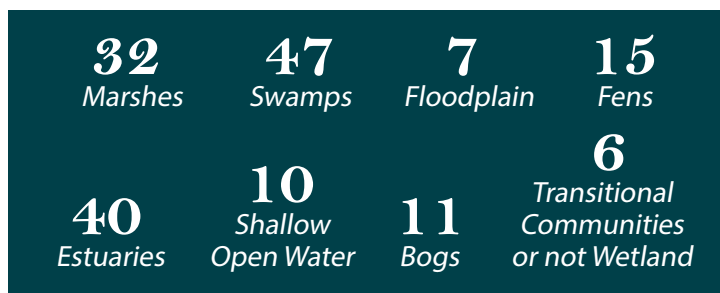 32
Marshes
47
Swamps
7
Floodplain
15
Fens
40
Estuaries
10
Shallow
Open Water
11
Bogs
6
Transitional
Communities
or not Wetland